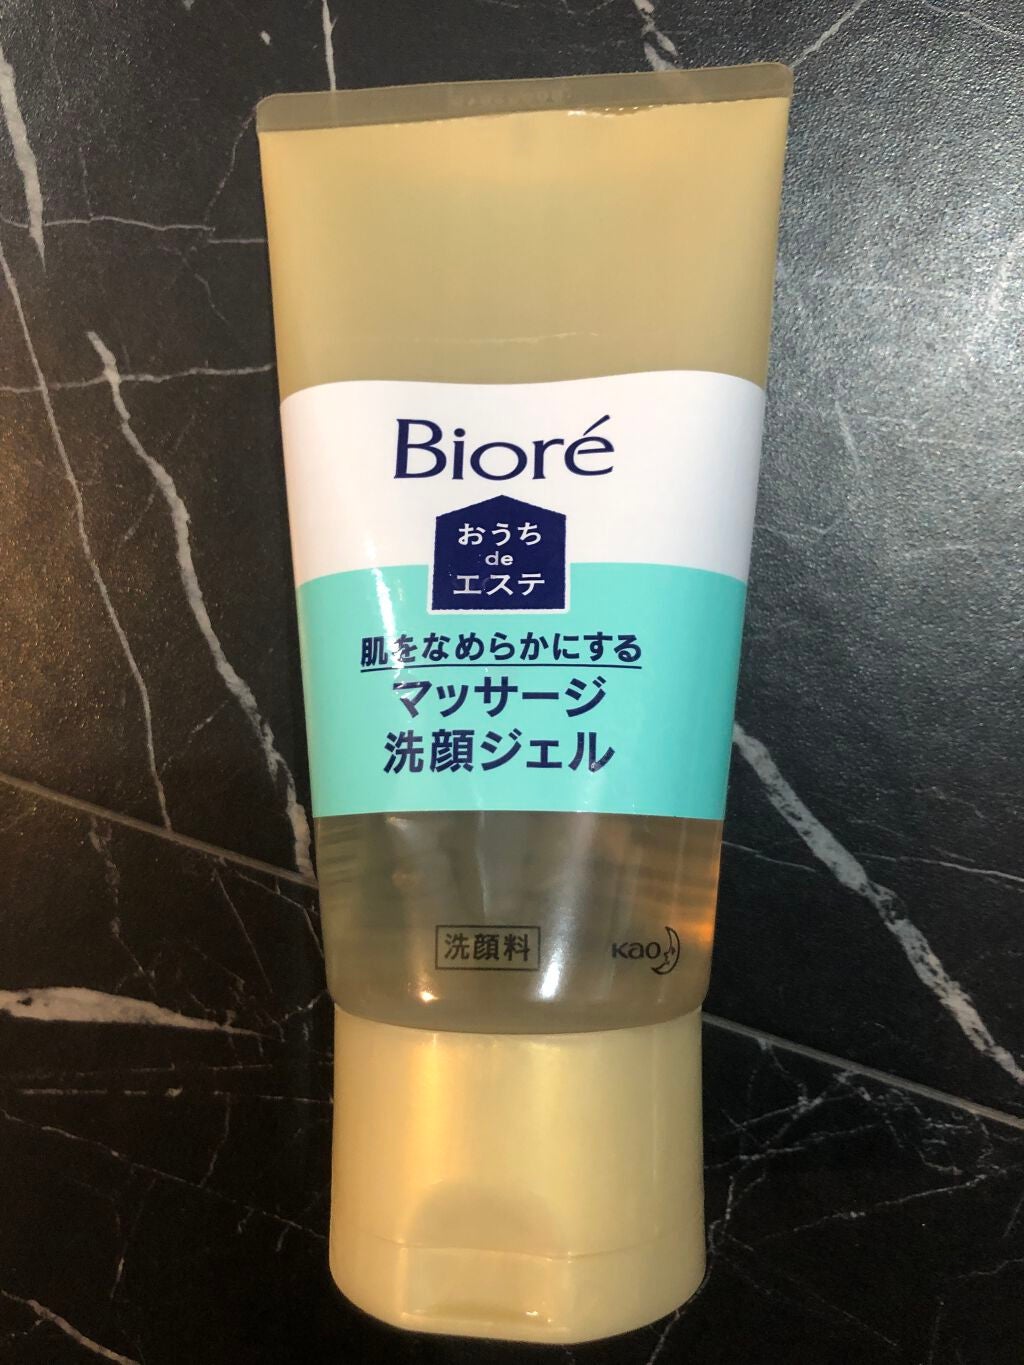 Bioré
おうち
de
エステ
肌をなめらかにする
マッサージ
洗顔ジェル
洗顔料
Kao